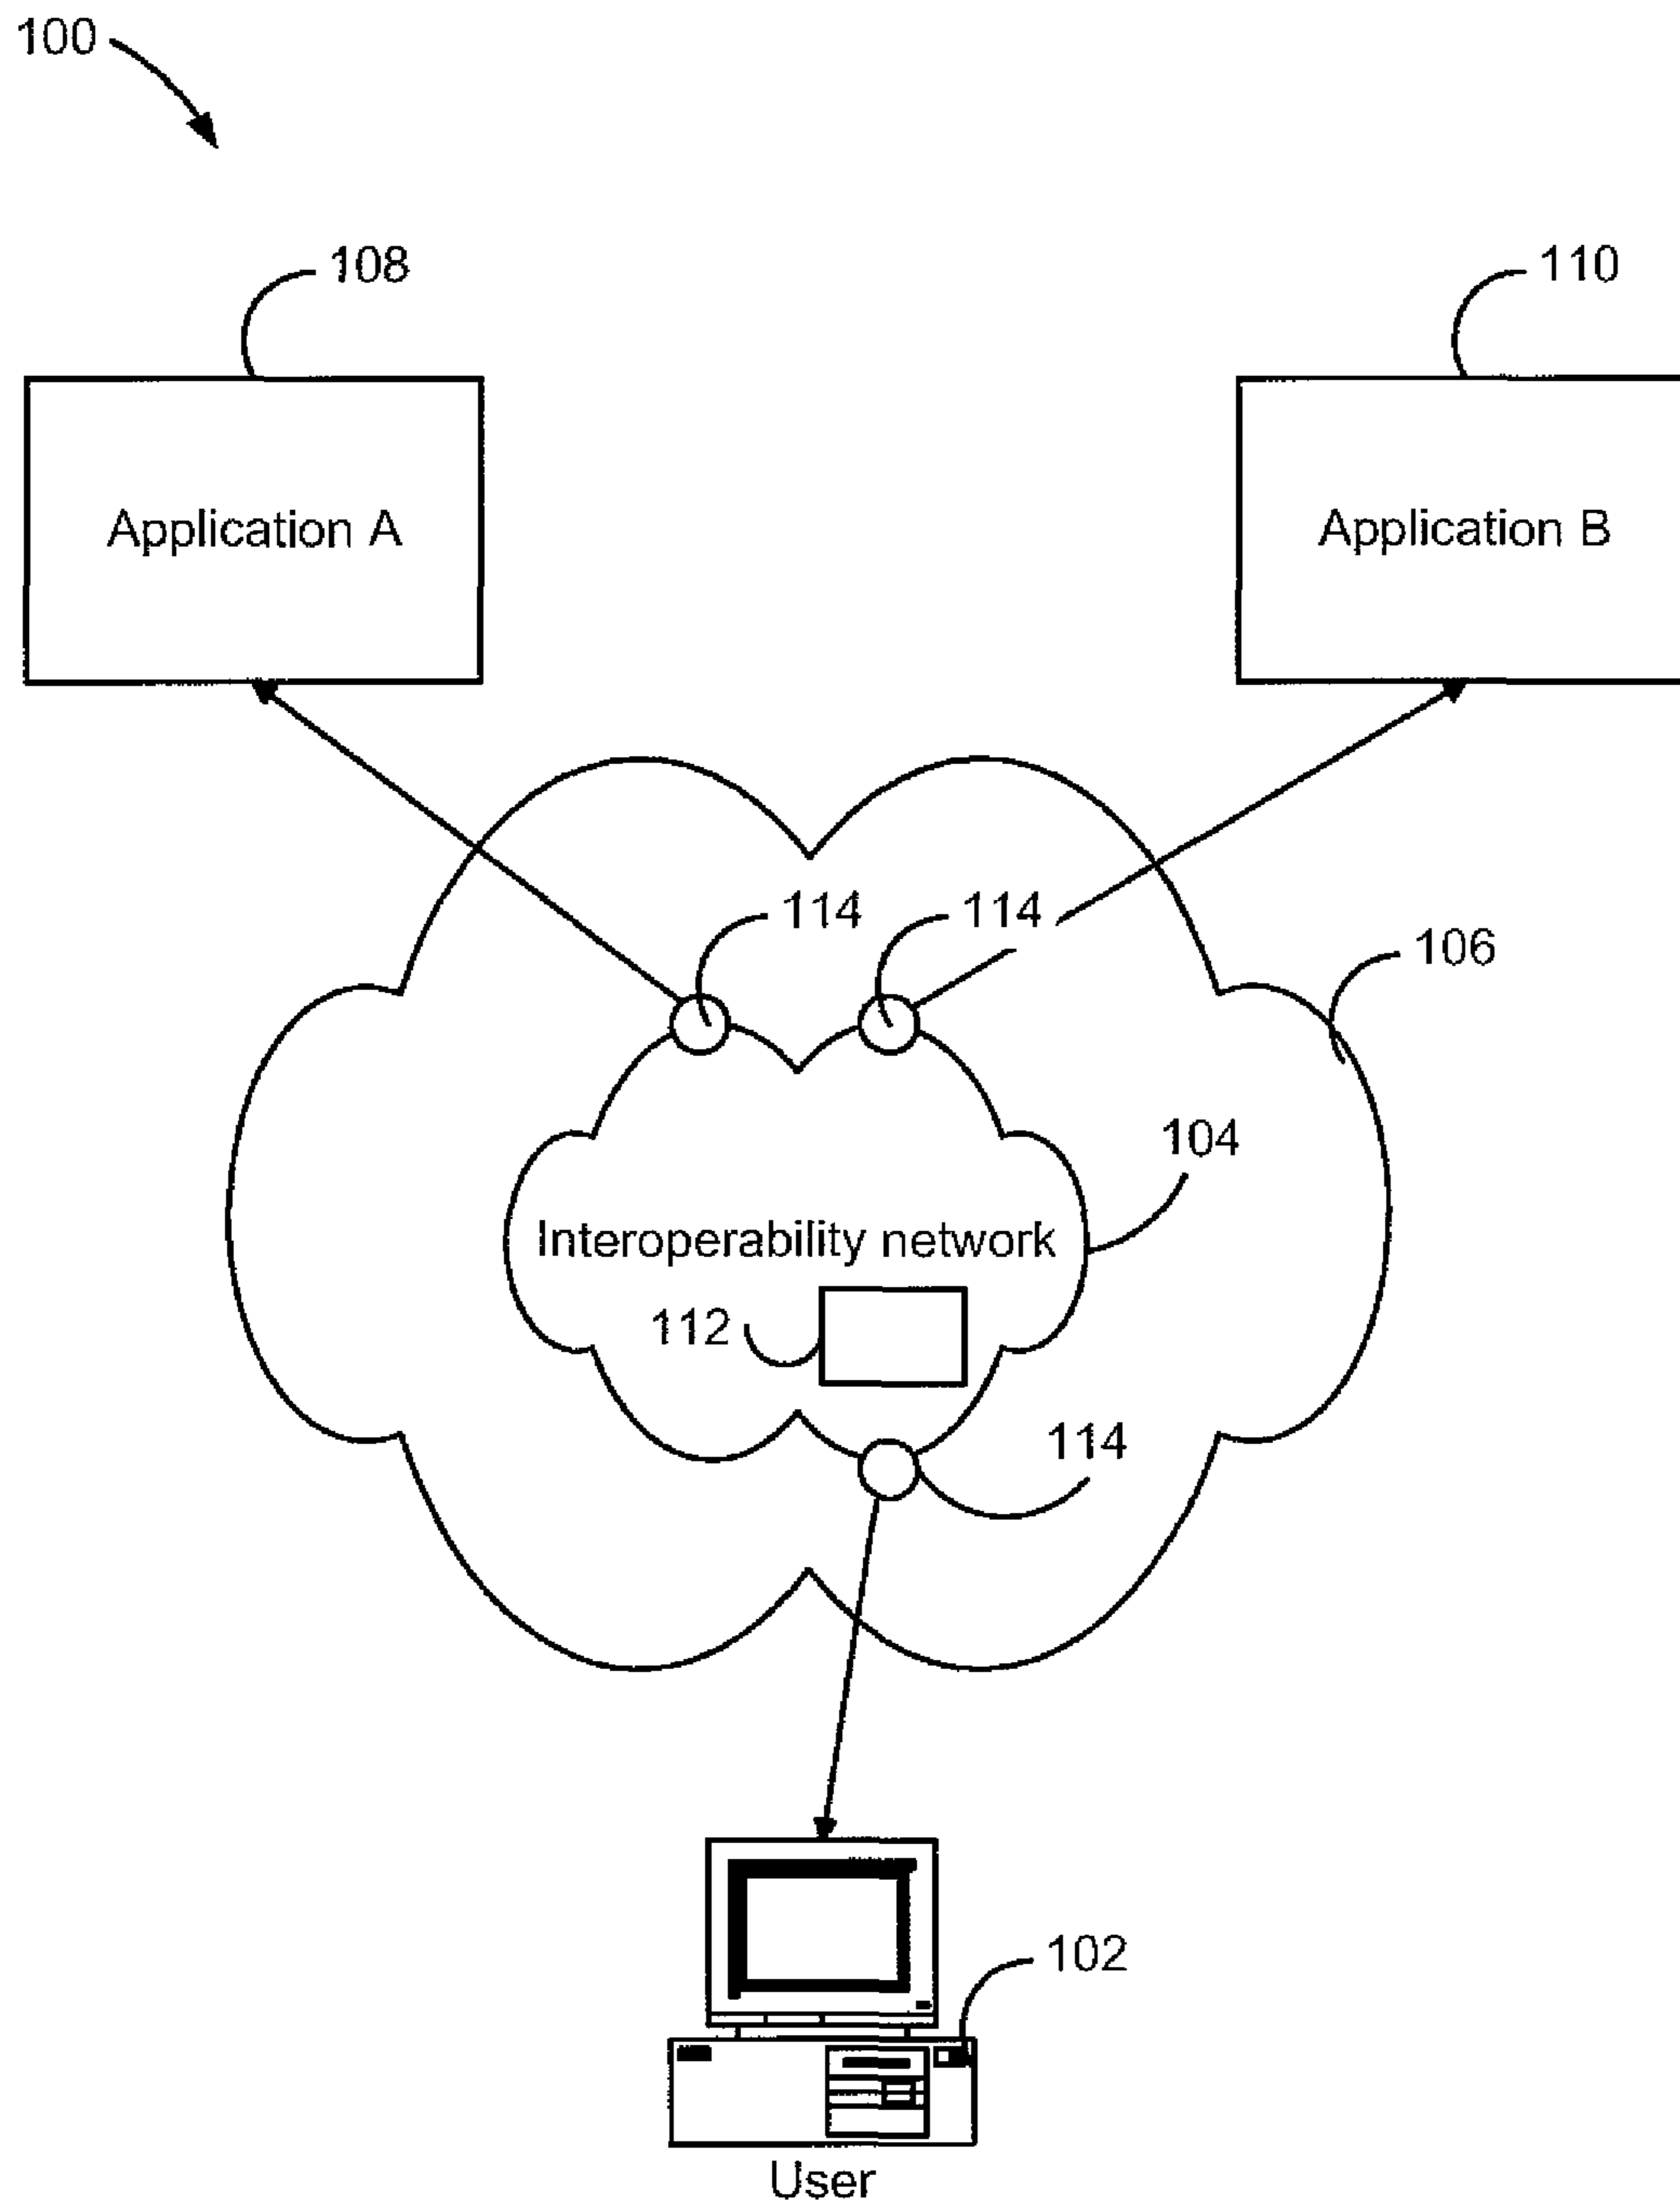 100
108
110
Application A
Application B
114
114
106
104
Interoperability network
112
114
102
User